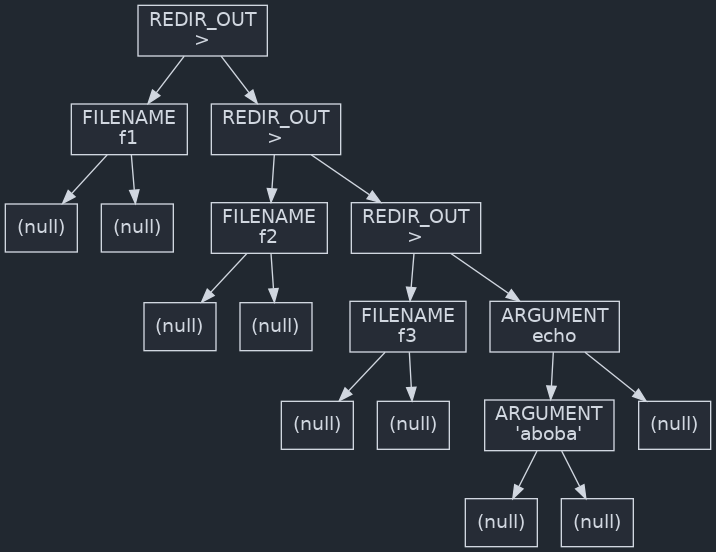 REDIR_OUT
>
FILENAME
f1
REDIR_OUT
>
(null)
(null)
FILENAME
f2
REDIR_OUT
>
(null)
(null)
FILENAME
f3
ARGUMENT
echo
(null)
(null)
ARGUMENT
'aboba'
(null)
(null)
(null)